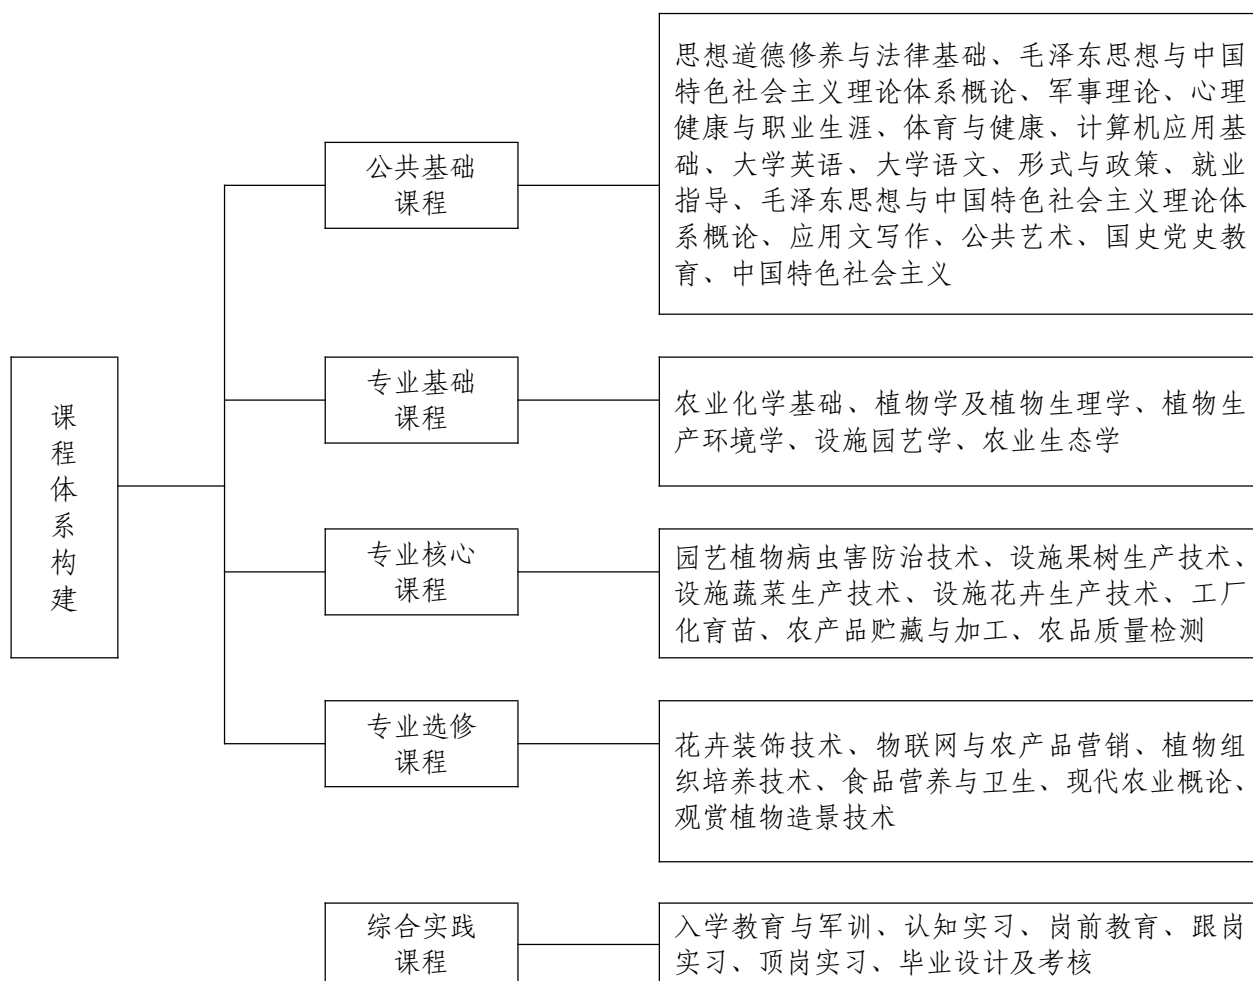 课程体系构建
公共基础
课程
思想道德修养与法律基础、毛泽东思想与中国
特色社会主义理论体系概论、军事理论、心理
健康与职业生涯、体育与健康、计算机应用基
础、大学英语、大学语文、形式与政策、就业
指导、毛泽东思想与中国特色社会主义理论体
系概论、应用文写作、公共艺术、国史党史教
育、中国特色社会主义
专业基础
课程
农业化学基础、植物学及植物生理学、植物生
产环境学、设施园艺学、农业生态学
专业核心
课程
园艺植物病虫害防治技术、设施果树生产技术、
设施蔬菜生产技术、设施花卉生产技术、工厂
化育苗、农产品贮藏与加工、农品质量检测
专业选修
课程
花卉装饰技术、物联网与农产品营销、植物组
织培养技术、食品营养与卫生、现代农业概论、
观赏植物造景技术
综合实践
课程
入学教育与军训、认知实习、岗前教育、跟岗
实习、顶岗实习、毕业设计及考核